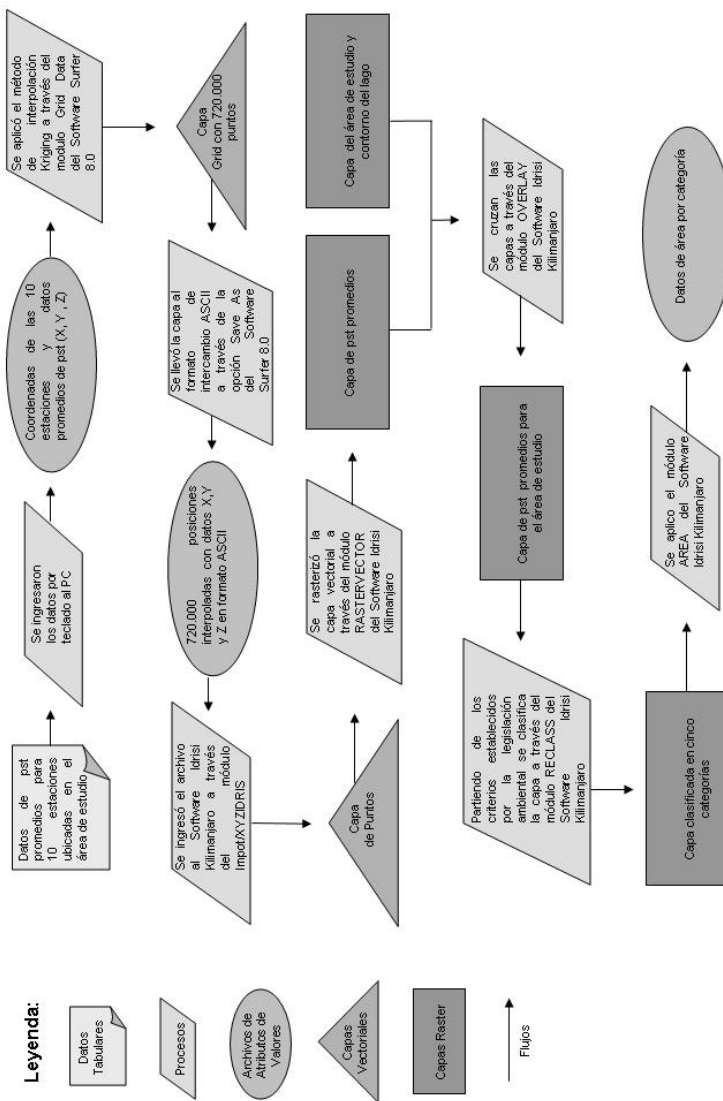 Datos de pst
promedios para
10 estaciones
ubicadas en el
área de estudio
Se ingresaron
los datos por
teclado al PC
Coordenadas de las 10
estaciones y datos
promedios de pst (X, Y , Z)
Se aplicó el método
de interpolación
Kriging a través del
modulo Grid Data
del Software Surfer
8.0
Capa
Grid con 720.000
puntos
Se llevó la capa al
formato de
intercambio ASCII
a través de la
opción Save As
del Software
Surfer 8.0
720.000 posiciones
interpoladas con datos X,Y
y Z en formato ASCII
Se ingresó el archivo
al Software Idrisi
Kilimanjaro a través
del módulo
Impot/XYZIDRIS
Capa
de Puntos
Se rasterizó la
capa vectorial a
través del módulo
RASTERVECTOR
del Software Idrisi
Kilimanjaro
Capa de pst promedios
Capa del área de estudio y
contorno del lago
Se cruzan las
capas a través del
módulo OVERLAY
del Software Idrisi
Kilimanjaro
Capa de pst promedios para
el área de estudio
Partiendo de los
criterios establecidos
por la legislación
ambiental se clasifica
la capa a través del
módulo RECLASS del
Software Idrisi
Kilimanjaro
Capa clasificada en cinco
categorías
Se aplico el módulo
AREA del Software
Idrisi Kilimanjaro
Datos de área por categoría
Leyenda:
Datos
Tabulares
Procesos
Archivos de
Atributos de
Valores
Capas
Vectoriales
Capas Raster
Flujos